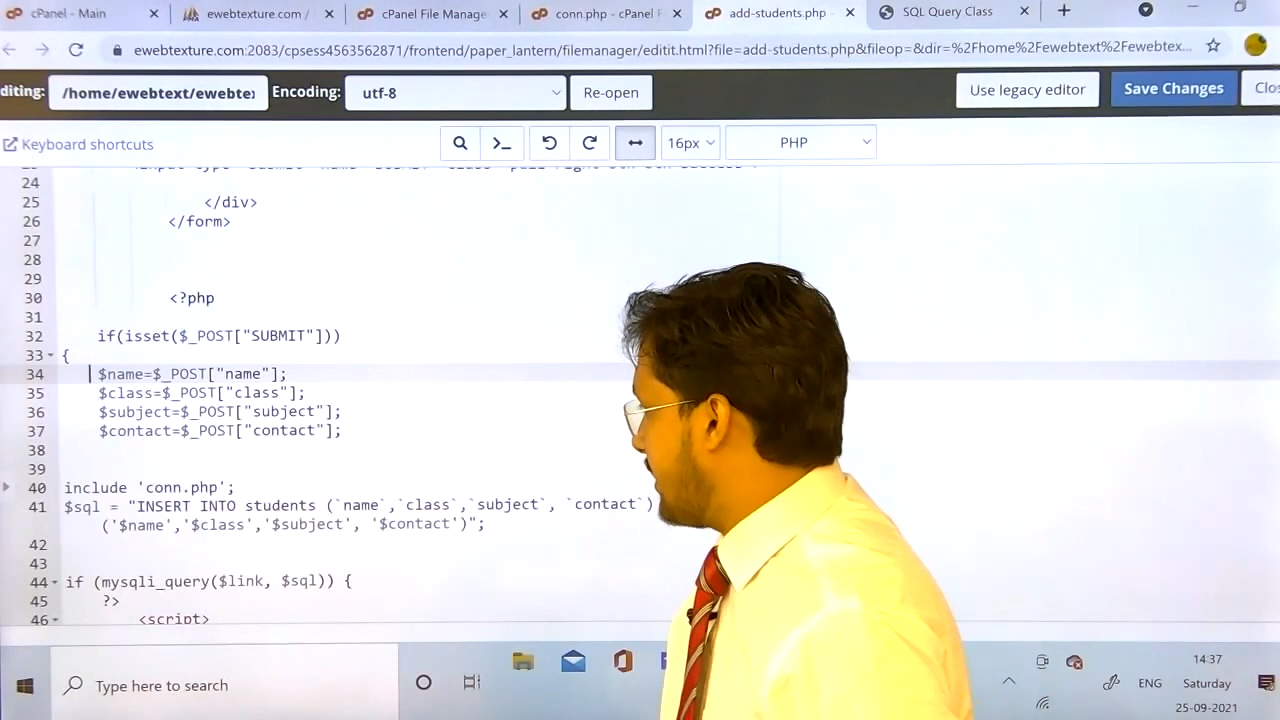 cPanel - Main
ewebtexture.com /
cPanel File Manage
conn.php - cPanel F
add-students.php -
SQL Query Class
ewebtexture.com:2083/cpsess4563562871/frontend/paper_lantern/filemanager/editit.html?file=add-students.php&fileop=&dir=%2Fhome%2Fewebtext%2Fewebtex...
diting: /home/ewebtext/ewebte Encoding: utf-8 Re-open Use legacy editor Save Changes Clo
Keyboard shortcuts 16px PHP
24
25 </div>
26 </form>
27
28
29
30 <?php
31
32 if(isset($_POST["SUBMIT"]))
33 {
34 $name=$_POST["name"];
35 $class=$_POST["class"];
36 $subject=$_POST["subject"];
37 $contact=$_POST["contact"];
38
39
40 include 'conn.php';
41 $sql = "INSERT INTO students (`name`,`class`,`subject`, `contact`)
('$name','$class','$subject', '$contact')";
42
43
44 if (mysqli_query($link, $sql)) {
45 ?>
46 <script>
Type here to search
14:37
ENG Saturday
25-09-2021